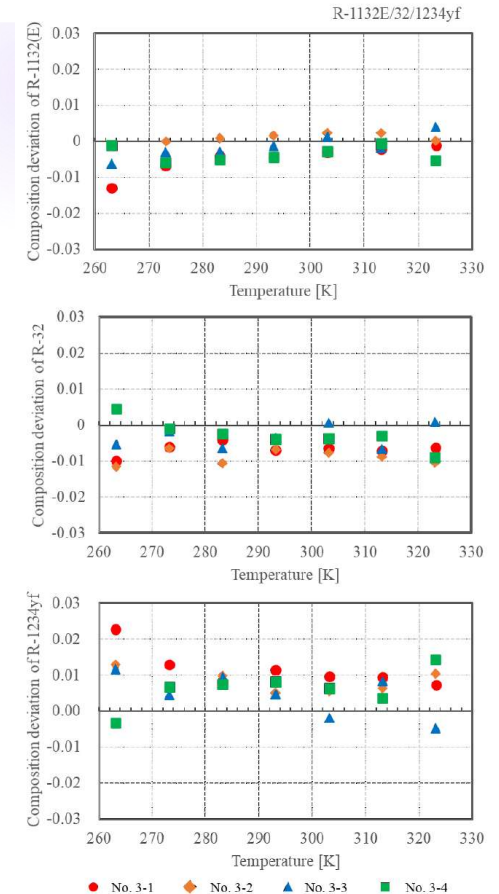 R-1132E/32/1234yf
Composition deviation of R-1132(E)
0.03
0.02
0.01
0
-0.01
-0.02
-0.03
260 270 280 290 300 310 320 330
Temperature [K]
Composition deviation of R-32
0.03
0.02
0.01
0
-0.01
-0.02
-0.03
260 270 280 290 300 310 320 330
Temperature [K]
Composition deviation of R-1234yf
0.03
0.02
0.01
0.00
-0.01
-0.02
-0.03
260 270 280 290 300 310 320 330
Temperature [K]
No. 3-1 No. 3-2 No. 3-3 No. 3-4